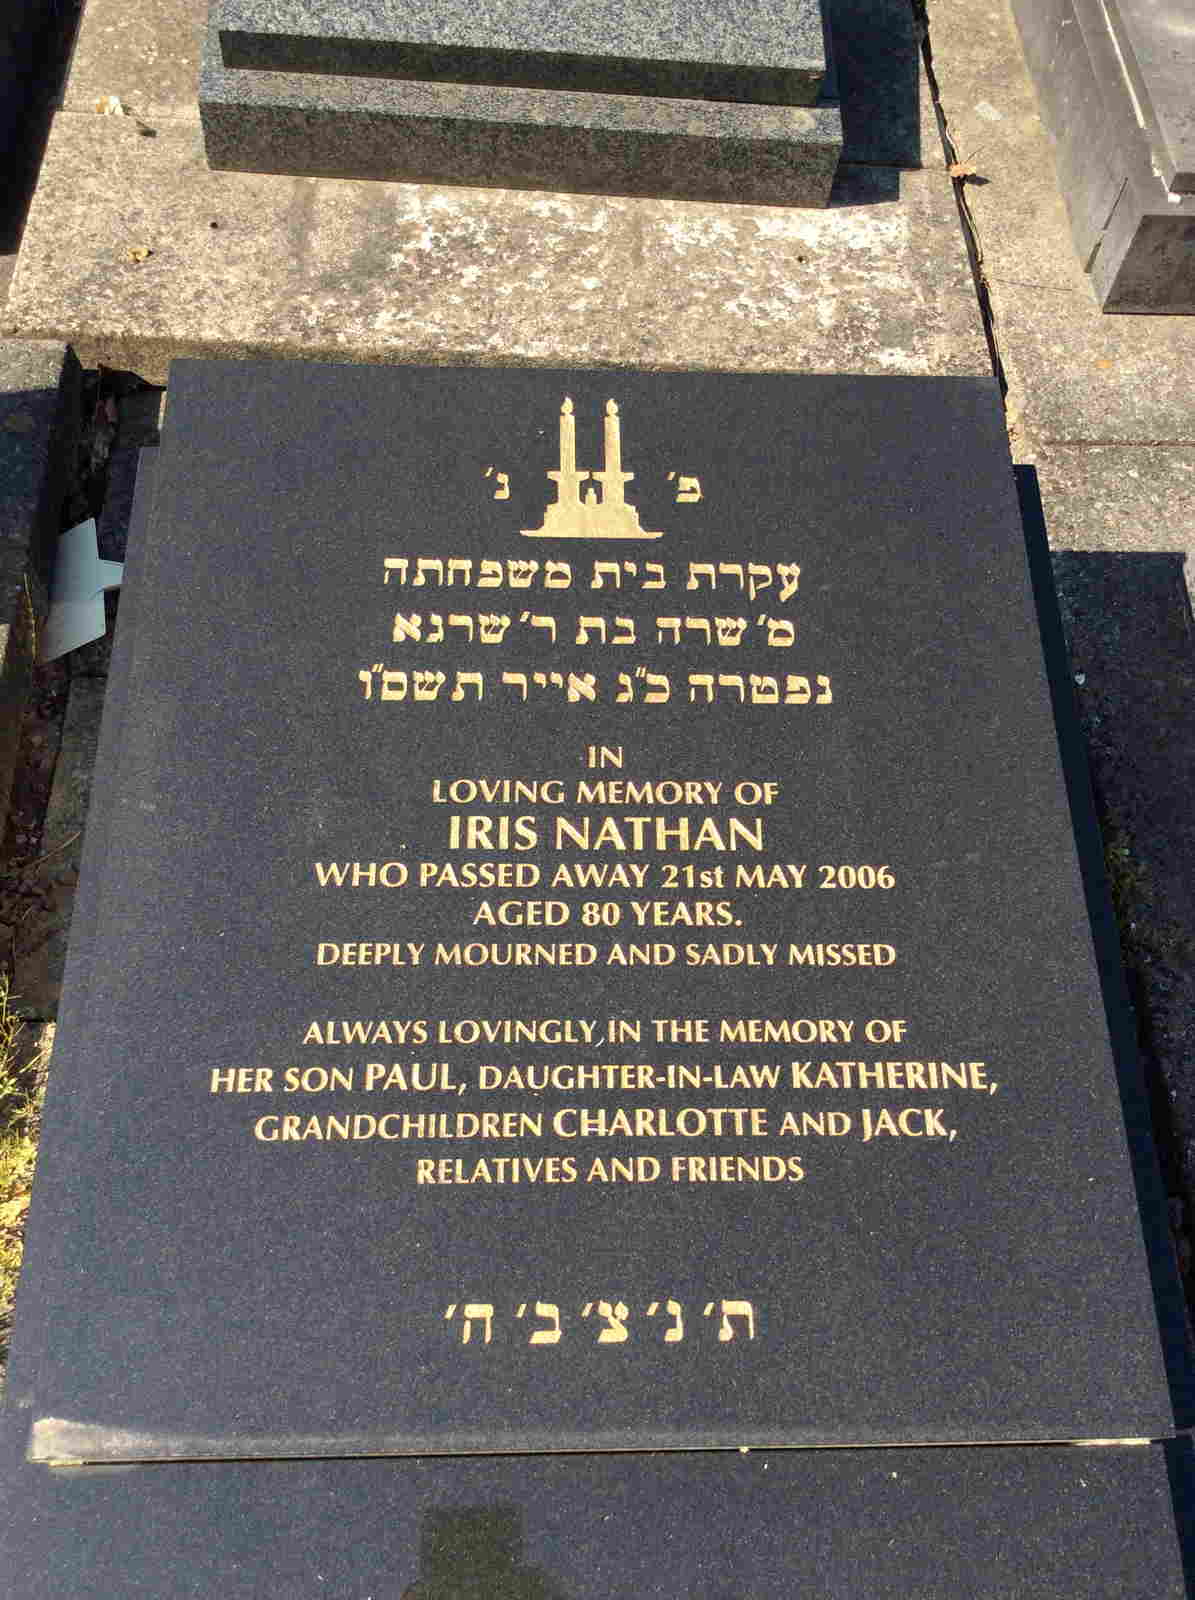 פ' נ'
עקרת בית משפחתה
מ' שרה בת ר' שרגא
נפטרה כ"ג אייר תשס"ו
IN
LOVING MEMORY OF
IRIS NATHAN
WHO PASSED AWAY 21st MAY 2006
AGED 80 YEARS.
DEEPLY MOURNED AND SADLY MISSED
ALWAYS LOVINGLY, IN THE MEMORY OF
HER SON PAUL, DAUGHTER-IN-LAW KATHERINE,
GRANDCHILDREN CHARLOTTE AND JACK,
RELATIVES AND FRIENDS
ת' נ' צ' ב' ה'